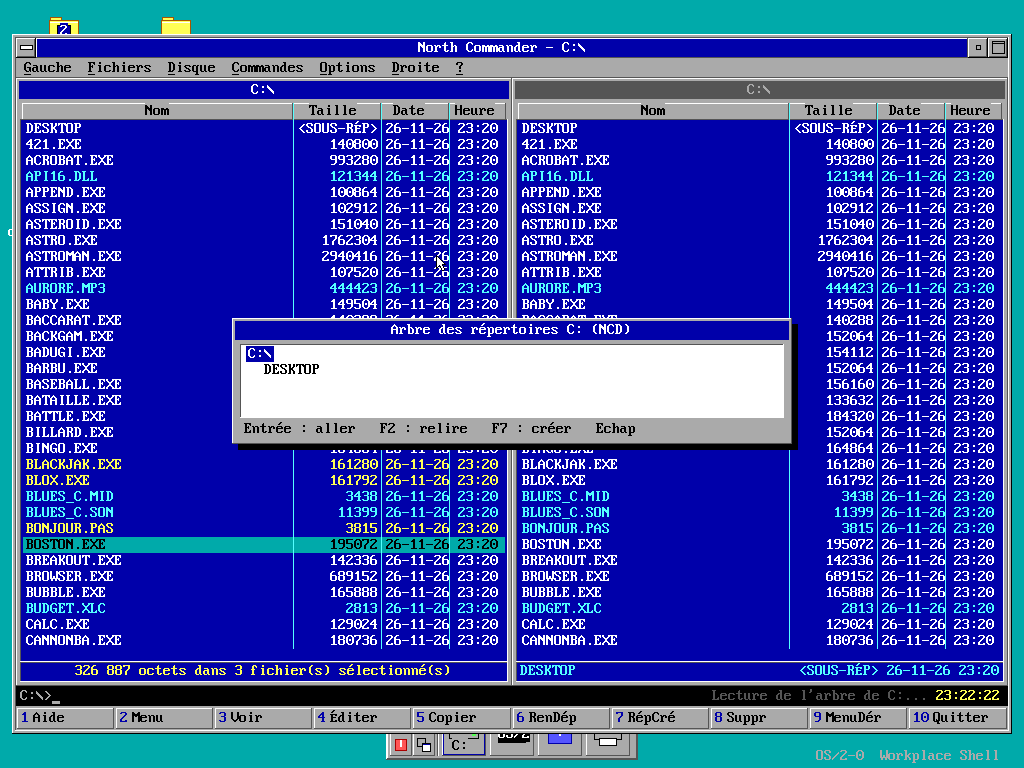 North Commander - C:\
Gauche Fichiers Disque Commandes Options Droite ?
C:\ C:\
Nom Taille Date Heure Nom Taille Date Heure
DESKTOP <SOUS-RÉP> 26-11-26 23:20 DESKTOP <SOUS-RÉP> 26-11-26 23:20
421.EXE 140800 26-11-26 23:20 421.EXE 140800 26-11-26 23:20
ACROBAT.EXE 993280 26-11-26 23:20 ACROBAT.EXE 993280 26-11-26 23:20
API16.DLL 121344 26-11-26 23:20 API16.DLL 121344 26-11-26 23:20
APPEND.EXE 100864 26-11-26 23:20 APPEND.EXE 100864 26-11-26 23:20
ASSIGN.EXE 102912 26-11-26 23:20 ASSIGN.EXE 102912 26-11-26 23:20
ASTEROID.EXE 151040 26-11-26 23:20 ASTEROID.EXE 151040 26-11-26 23:20
ASTRO.EXE 1762304 26-11-26 23:20 ASTRO.EXE 1762304 26-11-26 23:20
ASTROMAN.EXE 2940416 26-11-26 23:20 ASTROMAN.EXE 2940416 26-11-26 23:20
ATTRIB.EXE 107520 26-11-26 23:20 ATTRIB.EXE 107520 26-11-26 23:20
AURORE.MP3 444423 26-11-26 23:20 AURORE.MP3 444423 26-11-26 23:20
BABY.EXE 149504 26-11-26 23:20 BABY.EXE 149504 26-11-26 23:20
BACCARAT.EXE 140288 26-11-26 23:20 BACCARAT.EXE 140288 26-11-26 23:20
Arbre des répertoires C: (NCD)
BACKGAM.EXE 152064 26-11-26 23:20
BADUGI.EXE C:\ 154112 26-11-26 23:20
BARBU.EXE DESKTOP 152064 26-11-26 23:20
BASEBALL.EXE 156160 26-11-26 23:20
BATAILLE.EXE 133632 26-11-26 23:20
BATTLE.EXE 184320 26-11-26 23:20
BILLARD.EXE Entrée : aller F2 : relire F7 : créer Echap 152064 26-11-26 23:20
BINGO.EXE 26-11-26 23:20 BINGO.EXE 164864 26-11-26 23:20
BLACKJAK.EXE 161280 26-11-26 23:20 BLACKJAK.EXE 161280 26-11-26 23:20
BLOX.EXE 161792 26-11-26 23:20 BLOX.EXE 161792 26-11-26 23:20
BLUES_C.MID 3438 26-11-26 23:20 BLUES_C.MID 3438 26-11-26 23:20
BLUES_C.SON 11399 26-11-26 23:20 BLUES_C.SON 11399 26-11-26 23:20
BONJOUR.PAS 3815 26-11-26 23:20 BONJOUR.PAS 3815 26-11-26 23:20
BOSTON.EXE 195072 26-11-26 23:20 BOSTON.EXE 195072 26-11-26 23:20
BREAKOUT.EXE 142336 26-11-26 23:20 BREAKOUT.EXE 142336 26-11-26 23:20
BROWSER.EXE 689152 26-11-26 23:20 BROWSER.EXE 689152 26-11-26 23:20
BUBBLE.EXE 165888 26-11-26 23:20 BUBBLE.EXE 165888 26-11-26 23:20
BUDGET.XLC 2813 26-11-26 23:20 BUDGET.XLC 2813 26-11-26 23:20
CALC.EXE 129024 26-11-26 23:20 CALC.EXE 129024 26-11-26 23:20
CANNONBA.EXE 180736 26-11-26 23:20 CANNONBA.EXE 180736 26-11-26 23:20
326 887 octets dans 3 fichier(s) sélectionné(s) DESKTOP <SOUS-RÉP> 26-11-26 23:20
C:\>_ Lecture de l'arbre de C:... 23:22:22
1 Aide 2 Menu 3 Voir 4 Éditer 5 Copier 6 RenDép 7 RépCré 8 Suppr 9 MenuDér 10 Quitter
C: OS/2
OS/2-0 Workplace Shell